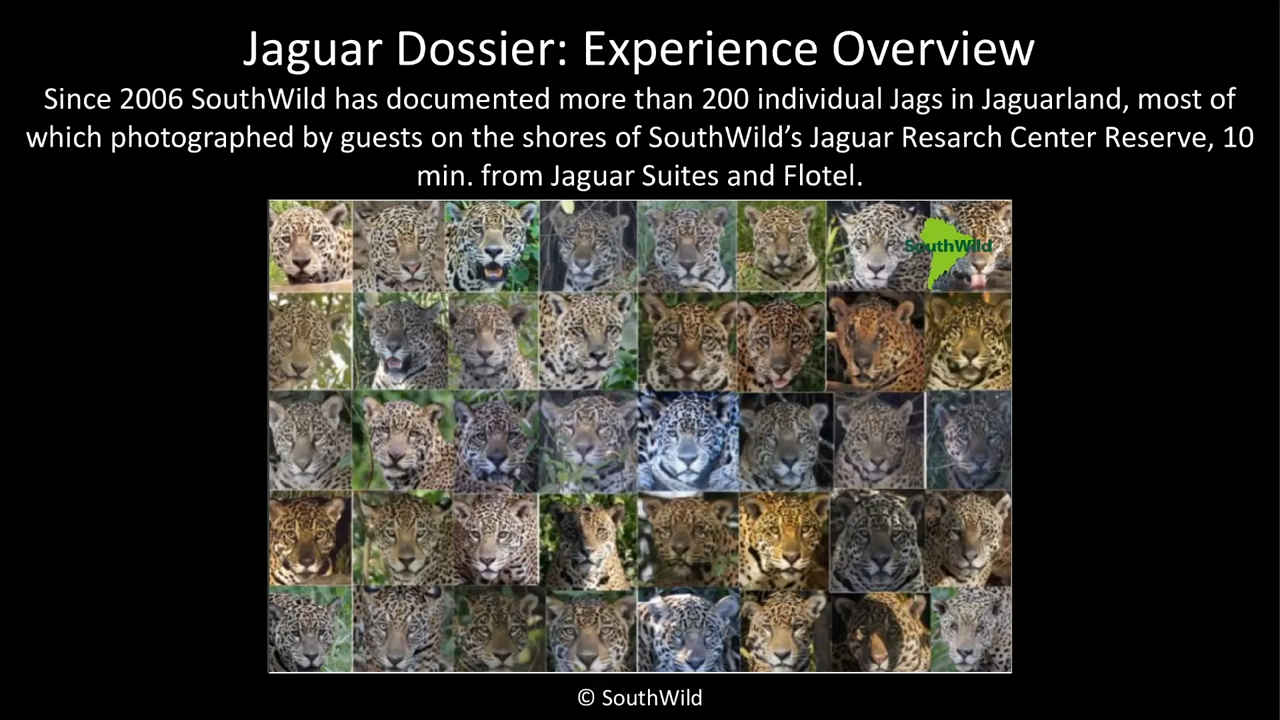 Jaguar Dossier: Experience Overview
Since 2006 SouthWild has documented more than 200 individual Jags in Jaguarland, most of
which photographed by guests on the shores of SouthWild’s Jaguar Resarch Center Reserve, 10
min. from Jaguar Suites and Flotel.
SouthWild
© SouthWild